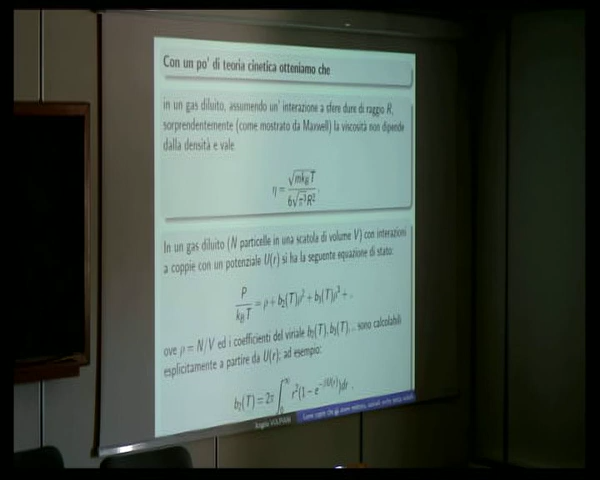 Con un po' di teoria cinetica otteniamo che
in un gas diluito, assumendo un' interazione a sfere dure di raggio R,
sorprendentemente (come mostrato da Maxwell) la viscosità non dipende
dalla densità e vale
η = √(mk_B T) / 6√(π³)R² ,
In un gas diluito (N particelle in una scatola di volume V) con interazioni
a coppie con un potenziale U(r) si ha la seguente equazione di stato:
P / k_B T = ρ + b₂(T)ρ² + b₃(T)ρ³ + .
ove ρ = N/V ed i coefficienti del viriale b₂(T), b₃(T)... sono calcolabili
esplicitamente a partire da U(r); ad esempio:
b₂(T) = 2π ∫₀^∞ r²(1 − e^{−βU(r)})dr .
Angelo VULPIANI